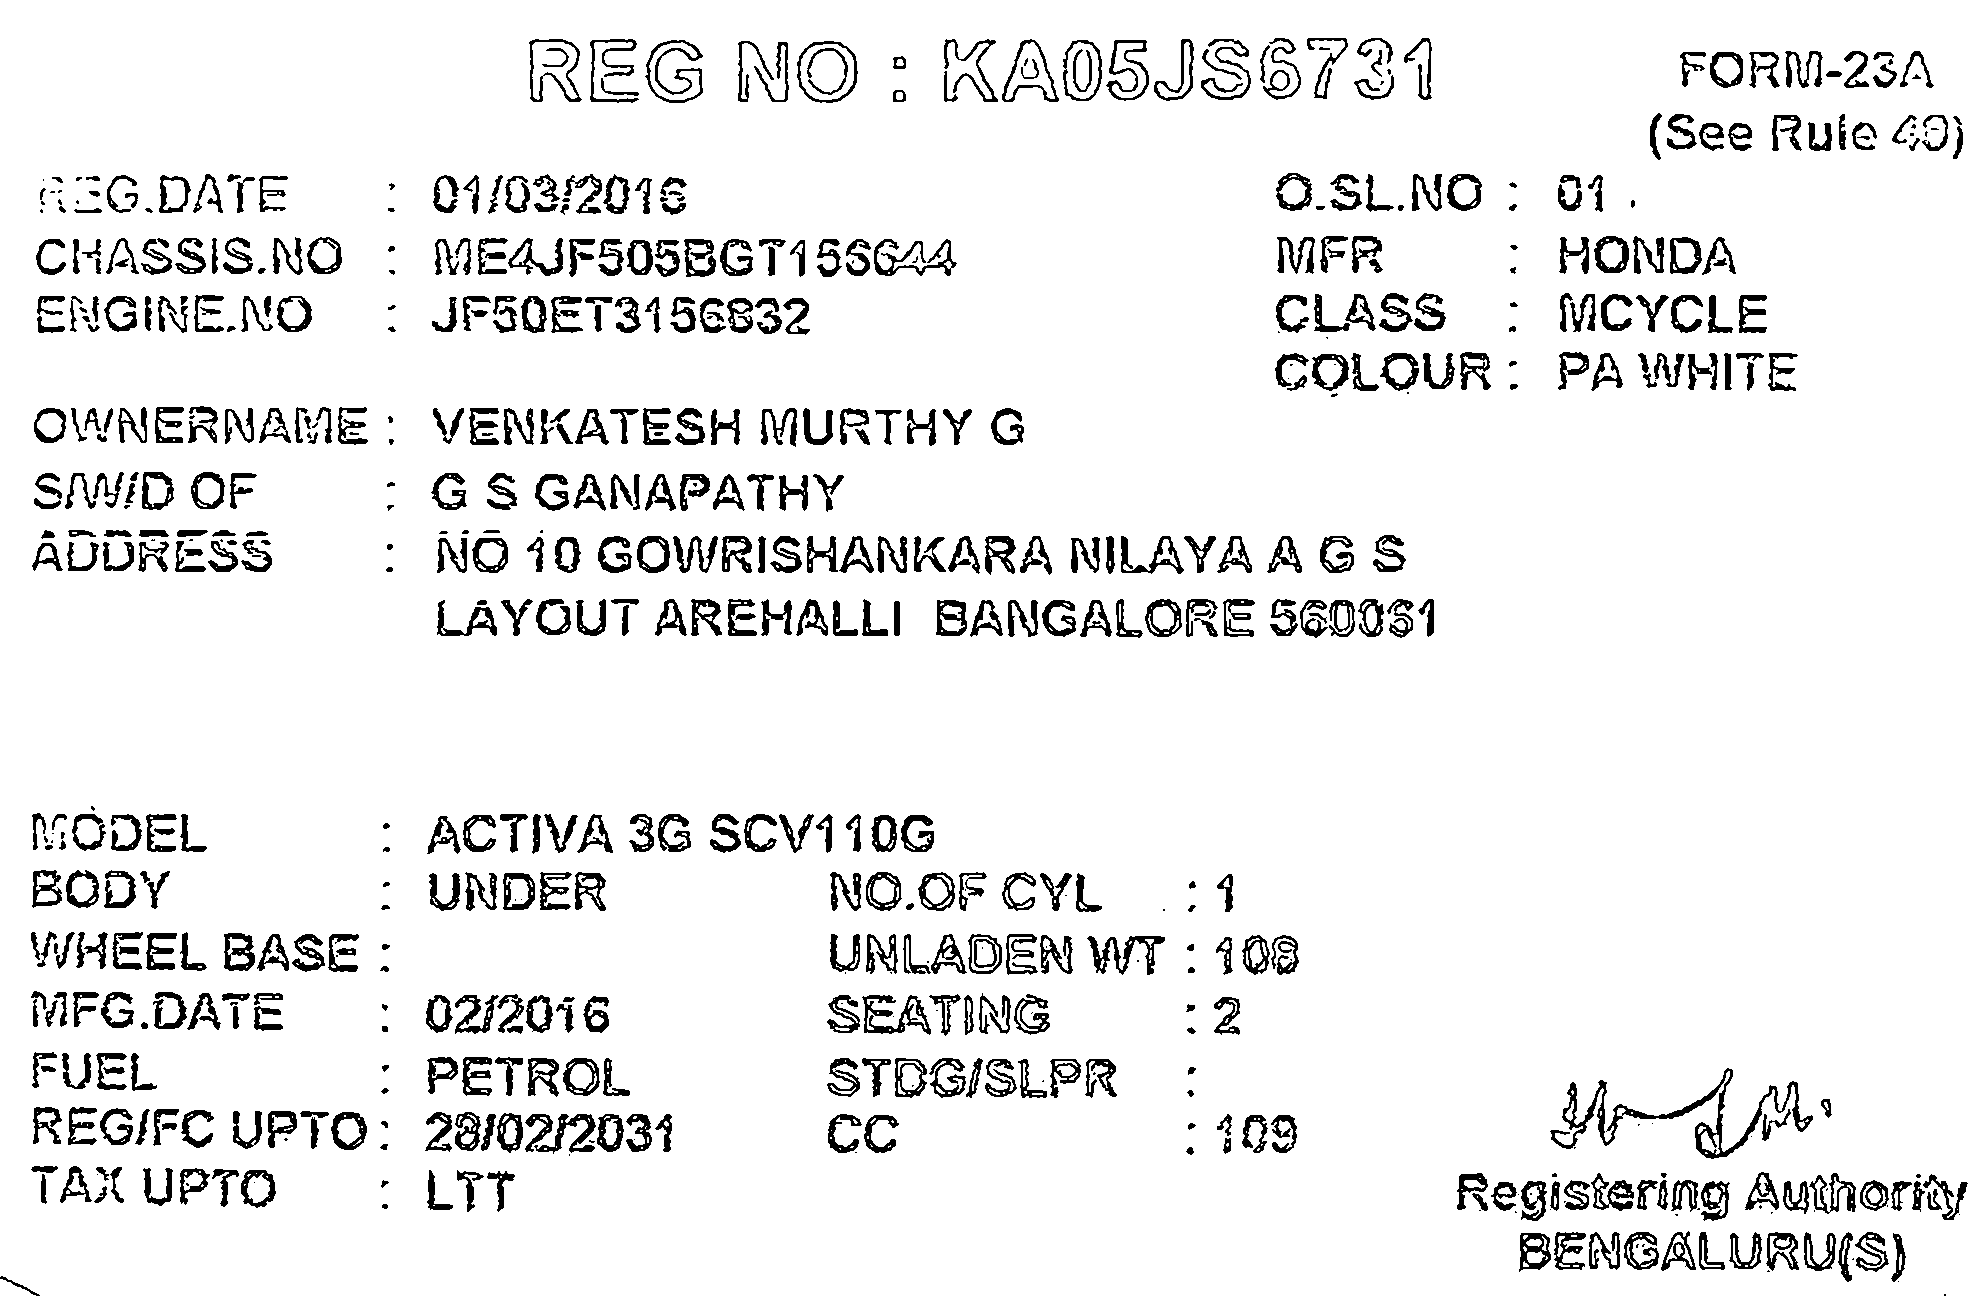 REG NO : KA05JS6731
FORM-23A
(See Rule 48)
REG.DATE : 01/03/2016 O.SL.NO : 01
CHASSIS.NO : ME4JF505BGT156644 MFR : HONDA
ENGINE.NO : JF50ET3156832 CLASS : MCYCLE
COLOUR : PA WHITE
OWNERNAME : VENKATESH MURTHY G
S/W/D OF : G S GANAPATHY
ADDRESS : NO 10 GOWRISHANKARA NILAYA A G S
LAYOUT AREHALLI BANGALORE 560061
MODEL : ACTIVA 3G SCV110G
BODY : UNDER NO.OF CYL : 1
WHEEL BASE : UNLADEN WT : 108
MFG.DATE : 02/2016 SEATING : 2
FUEL : PETROL STDG/SLPR :
REG/FC UPTO : 28/02/2031 CC : 109
TAX UPTO : LTT
Registering Authority
BENGALURU(S)